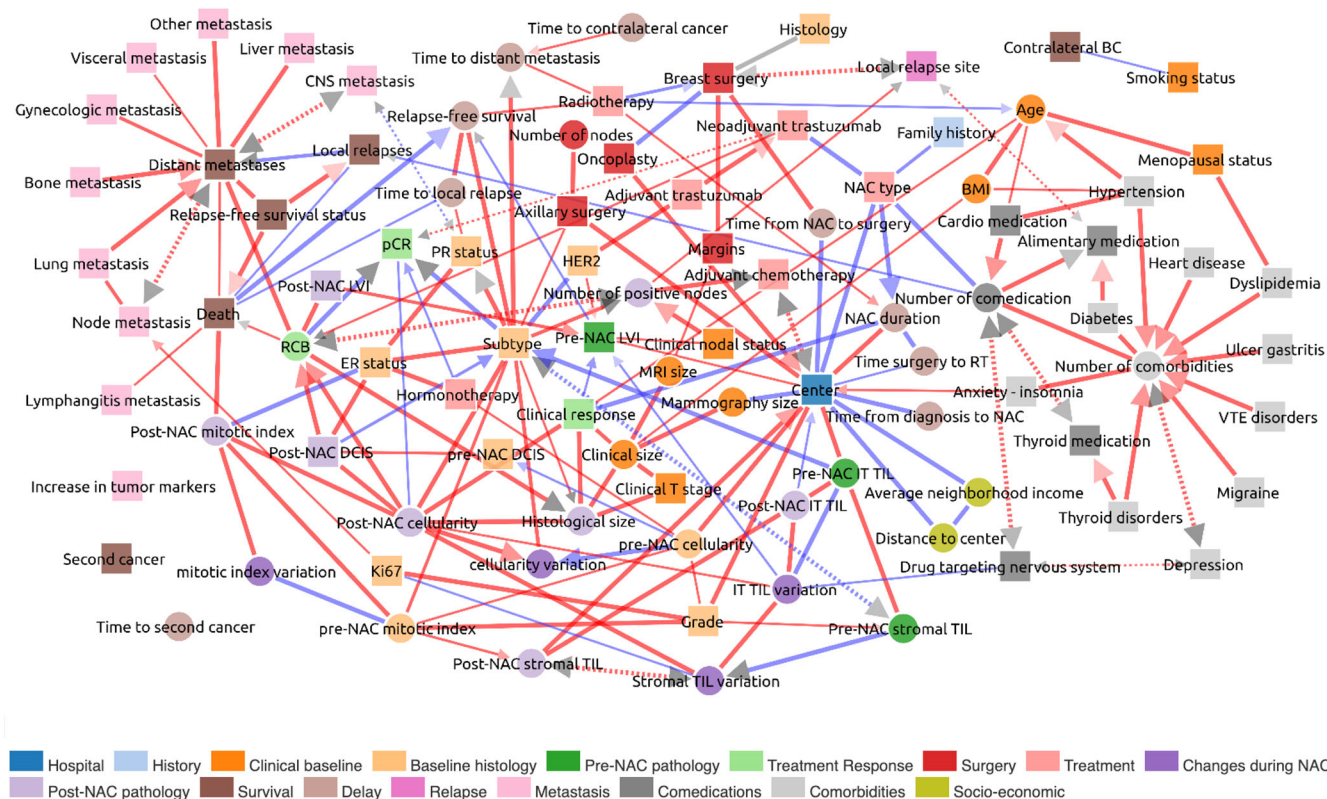 Other metastasis
Time to contralateral cancer
Histology
Liver metastasis
Contralateral BC
Visceral metastasis
Time to distant metastasis
CNS metastasis
Breast surgery
Local relapse site
Smoking status
Gynecologic metastasis
Relapse-free survival
Radiotherapy
Age
Number of nodes
Neoadjuvant trastuzumab
Family history
Distant metastases
Local relapses
Oncoplasty
Menopausal status
Bone metastasis
Time to local relapse
Adjuvant trastuzumab
NAC type
BMI
Hypertension
Relapse-free survival status
Axillary surgery
Time from NAC to surgery
Cardio medication
pCR
PR status
Margins
Alimentary medication
Lung metastasis
HER2
Adjuvant chemotherapy
Heart disease
Post-NAC LVI
Number of positive nodes
Number of comedication
Dyslipidemia
Node metastasis
Death
NAC duration
Diabetes
RCB
Subtype
Pre-NAC LVI
Clinical nodal status
Ulcer gastritis
ER status
MRI size
Time surgery to RT
Number of comorbidities
Lymphangitis metastasis
Hormonotherapy
Center
Anxiety - insomnia
Clinical response
Mammography size
Time from diagnosis to NAC
VTE disorders
Post-NAC mitotic index
Thyroid medication
Post-NAC DCIS
pre-NAC DCIS
Clinical size
Pre-NAC IT TIL
Increase in tumor markers
Clinical T stage
Average neighborhood income
Migraine
Post-NAC IT TIL
Post-NAC cellularity
Histological size
Thyroid disorders
Distance to center
pre-NAC cellularity
Second cancer
cellularity variation
Drug targeting nervous system
Depression
mitotic index variation
Ki67
IT TIL variation
Time to second cancer
pre-NAC mitotic index
Grade
Pre-NAC stromal TIL
Post-NAC stromal TIL
Stromal TIL variation
Hospital
History
Clinical baseline
Baseline histology
Pre-NAC pathology
Treatment Response
Surgery
Treatment
Changes during NAC
Post-NAC pathology
Survival
Delay
Relapse
Metastasis
Comedications
Comorbidities
Socio-economic